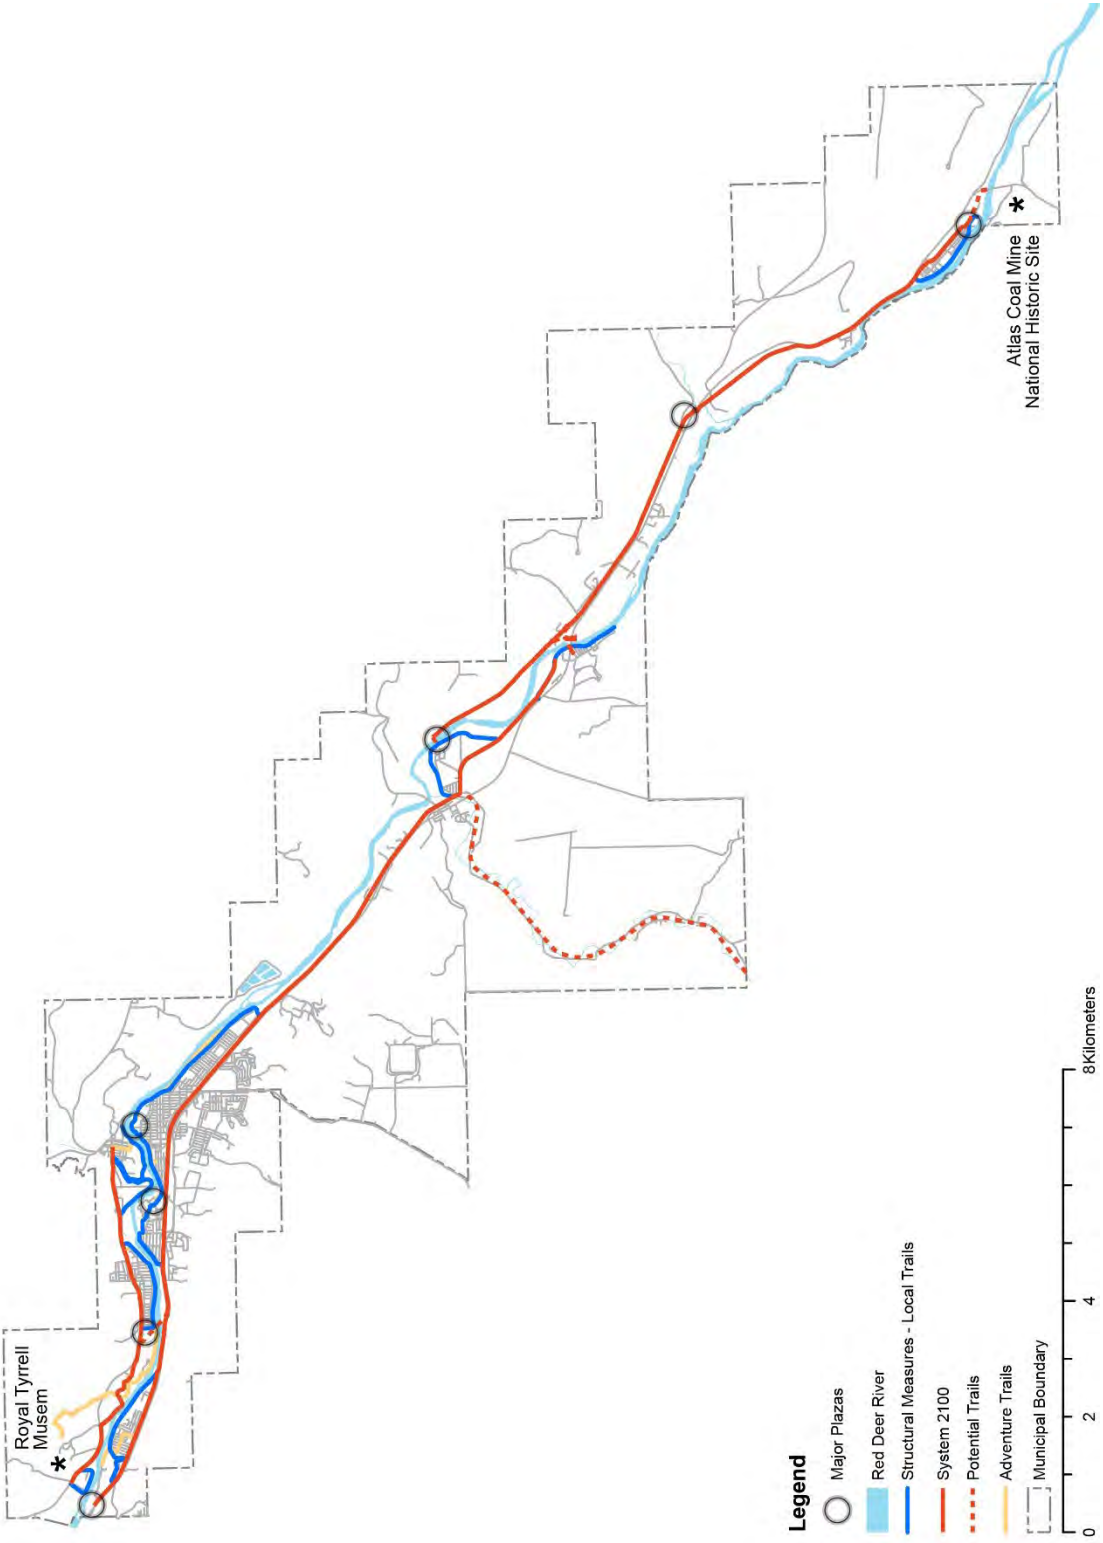 Royal Tyrrell
Musem
*
Atlas Coal Mine
National Historic Site
*
Legend
Major Plazas
Red Deer River
Structural Measures - Local Trails
System 2100
Potential Trails
Adventure Trails
Municipal Boundary
0 2 4 8Kilometers